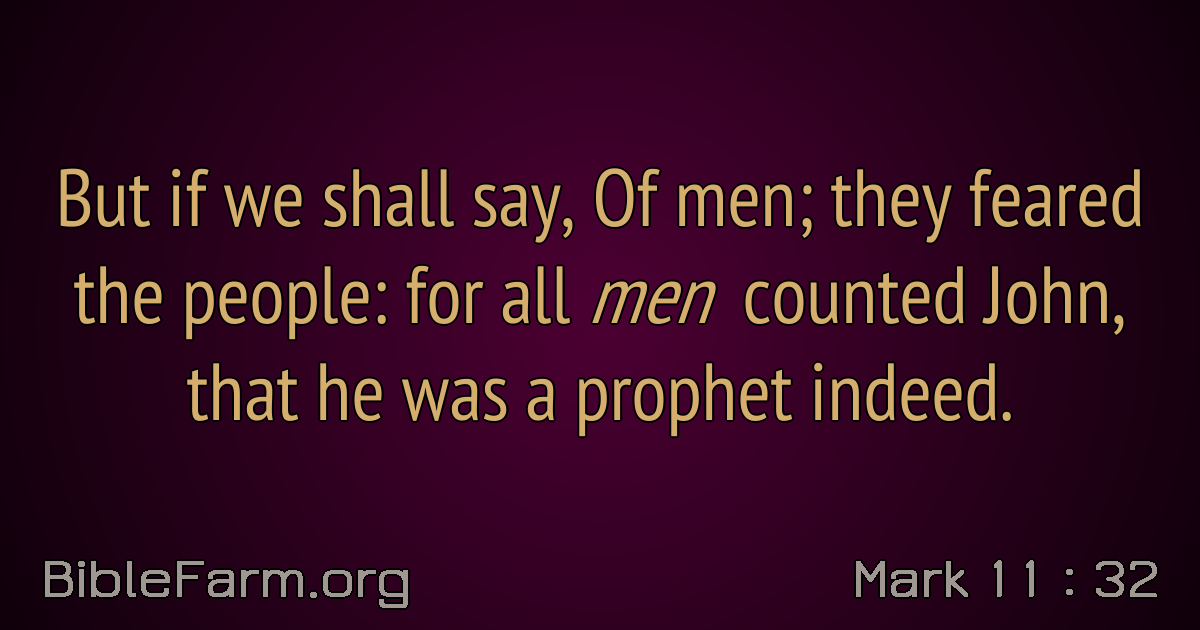 But if we shall say, Of men; they feared
the people: for all men counted John,
that he was a prophet indeed.
BibleFarm.org
Mark 11 : 32